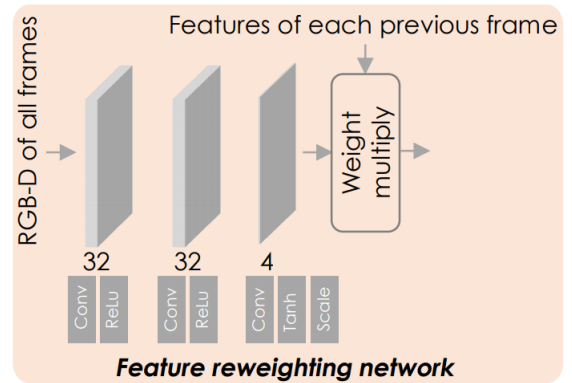 Features of each previous frame
RGB-D of all frames
Weight
multiply
32
32
4
Conv
ReLu
Conv
ReLu
Conv
Tanh
Scale
Feature reweighting network